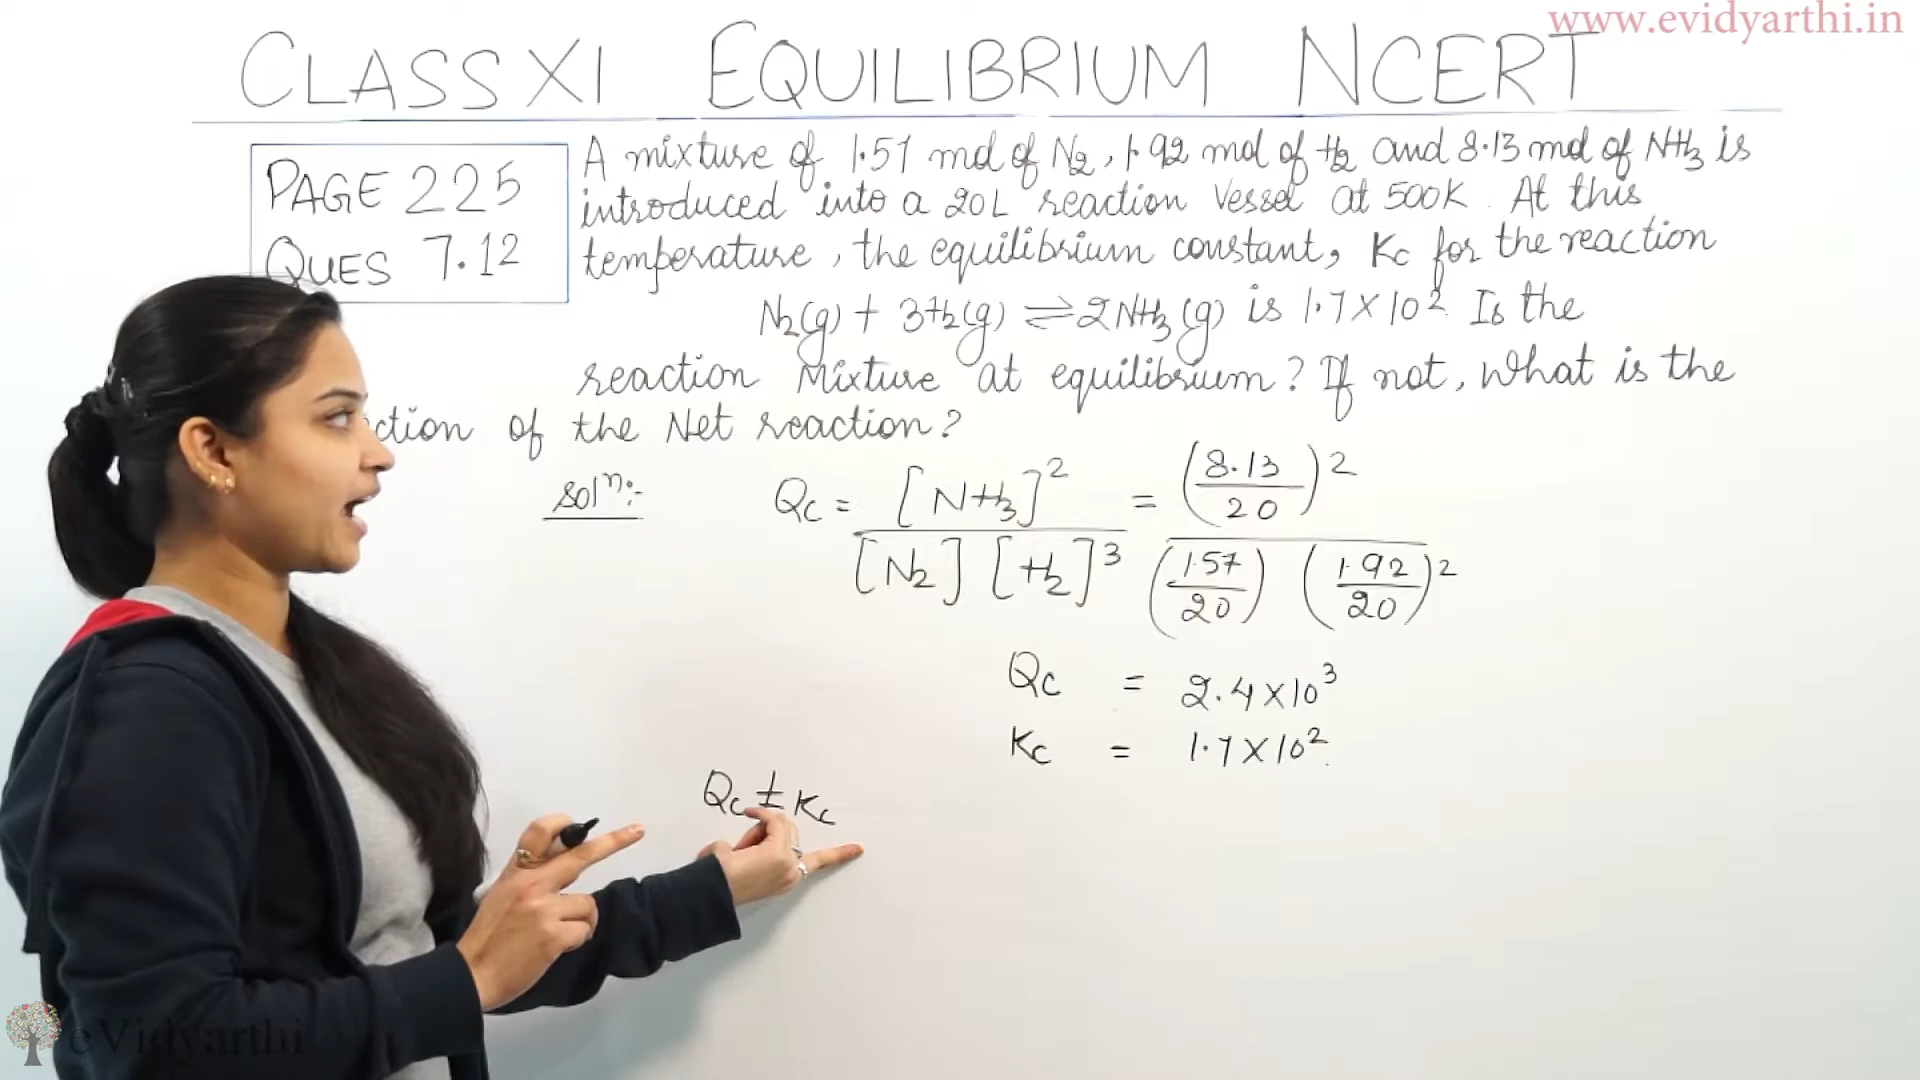 www.evidyarthi.in
CLASS XI EQUILIBRIUM NCERT
PAGE 225
QUES 7.12
A mixture of 1.57 mol of N₂, 1.92 mol of H₂ and 8.13 mol of NH₃ is
introduced into a 20L reaction vessel at 500K. At this
temperature, the equilibrium constant, Kc for the reaction
N₂(g) + 3H₂(g) ⇌ 2NH₃(g) is 1.7×10² Is the
reaction Mixture at equilibrium? If not, What is the
ction of the Net reaction?
Solⁿ:-
Qc = [NH₃]² / [N₂] [H₂]³ = (8.13/20)² / (1.57/20) (1.92/20)²
Qc = 2.4×10³
Kc = 1.7×10².
Qc ± Kc
eVidyarthi